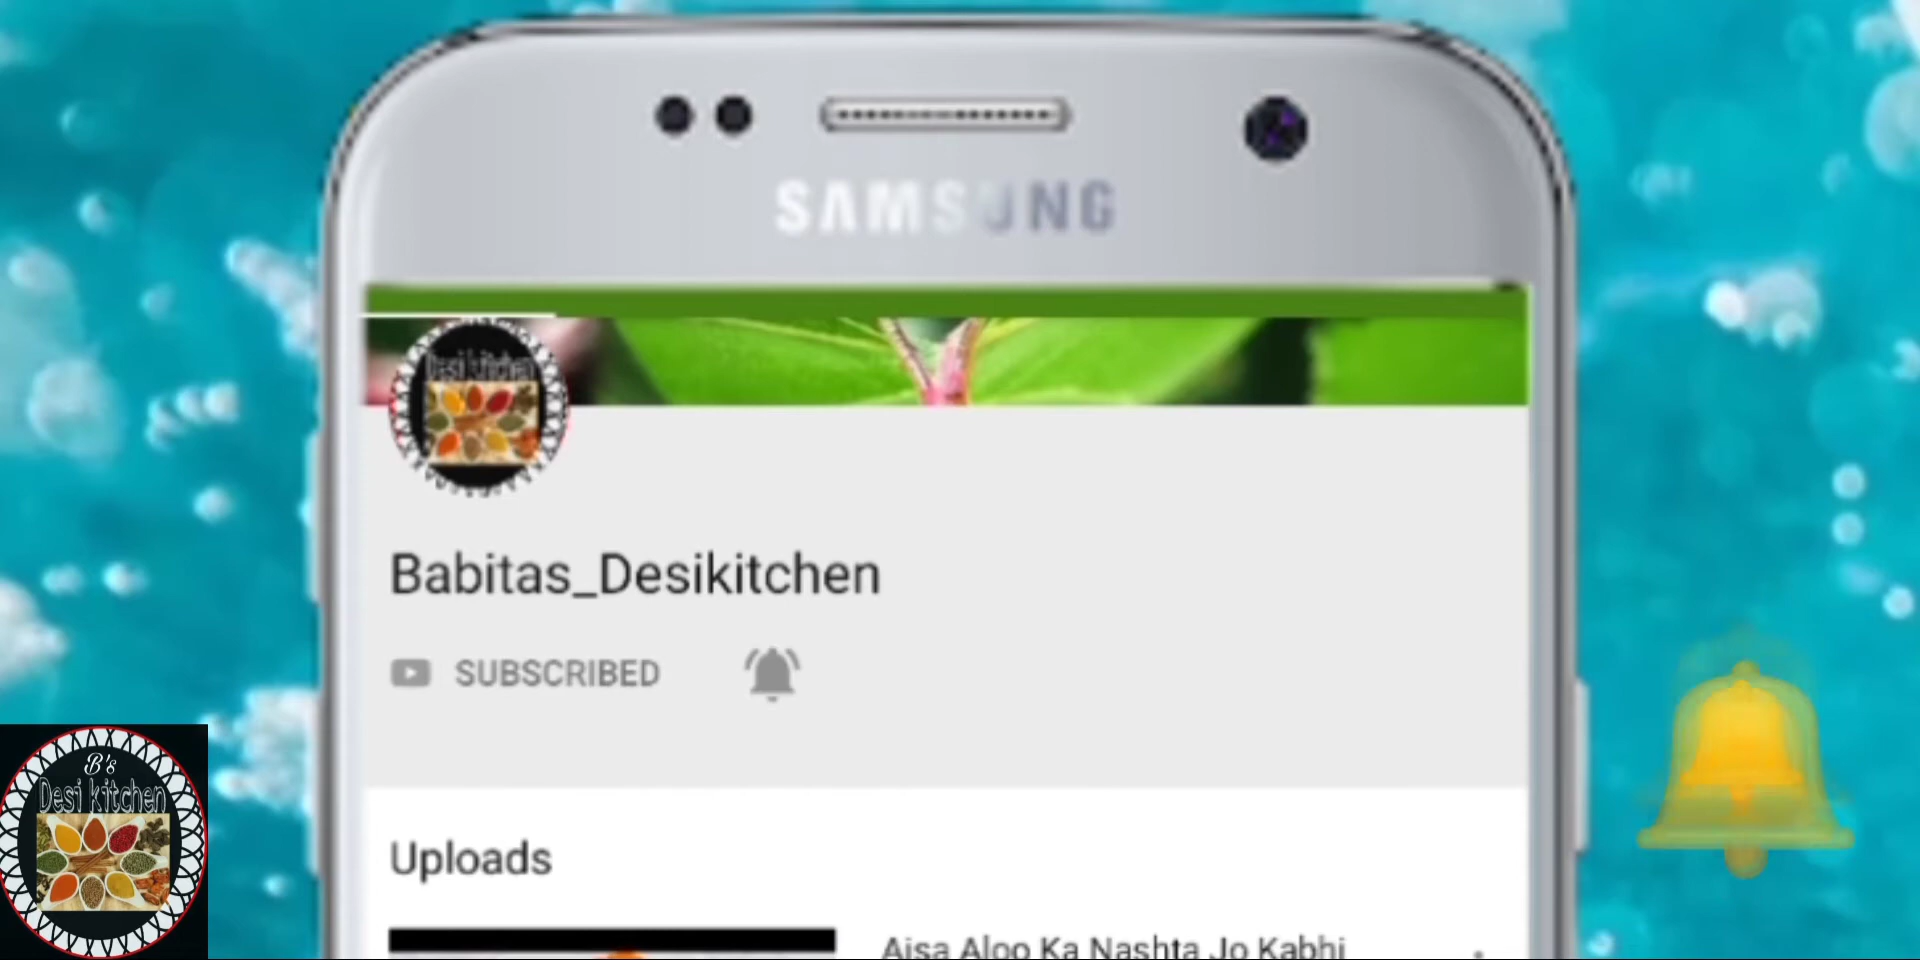 SAMSUNG
Desi kitchen
Babitas_Desikitchen
SUBSCRIBED
Uploads
Aisa Aloo Ka Nashta Jo Kabhi
B's
Desi kitchen